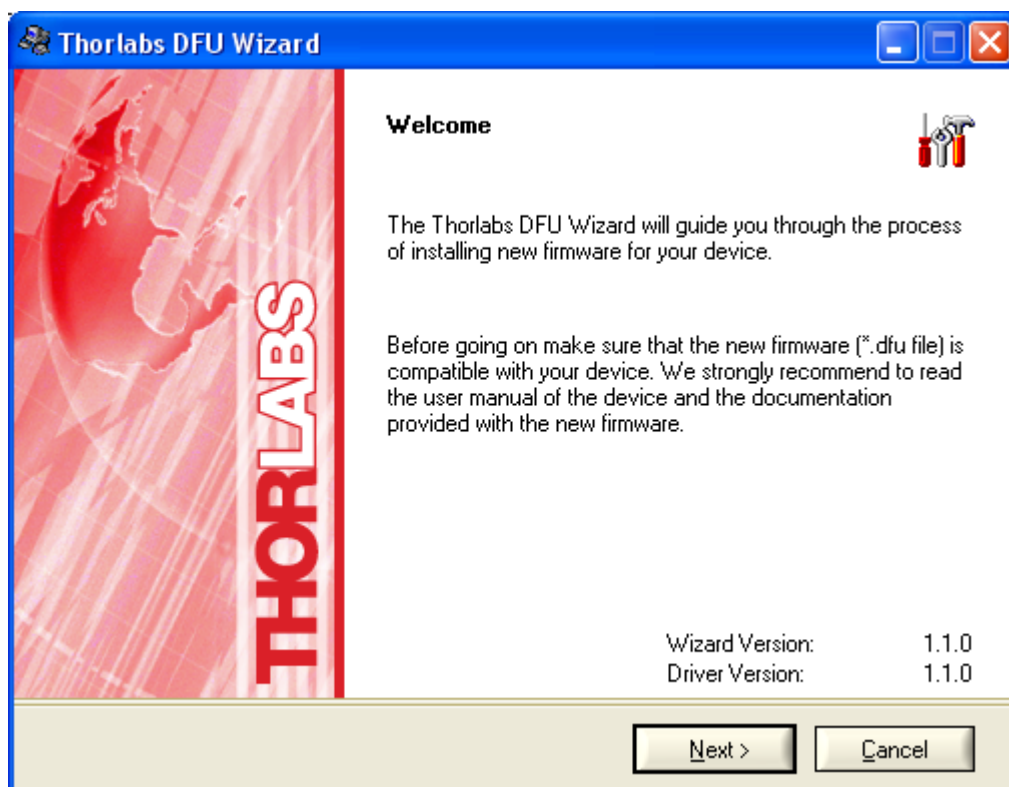 Thorlabs DFU Wizard
Welcome
The Thorlabs DFU Wizard will guide you through the process
of installing new firmware for your device.
Before going on make sure that the new firmware (*.dfu file) is
compatible with your device. We strongly recommend to read
the user manual of the device and the documentation
provided with the new firmware.
THORLABS
Wizard Version: 1.1.0
Driver Version: 1.1.0
Next > Cancel